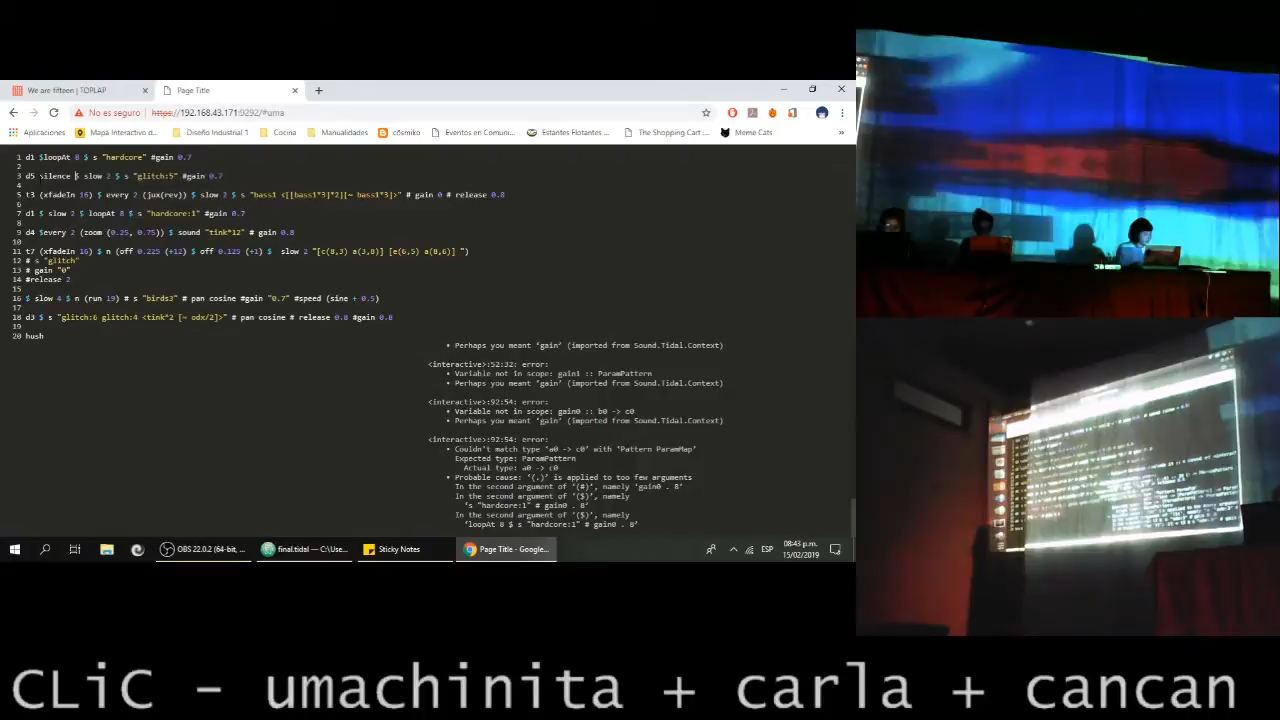 We are fifteen | TOPLAP
Page Title
No es seguro | https://192.168.43.171:9292/#uma
Aplicaciones
Mapa Interactivo d...
Diseño Industrial 1
Cocina
Manualidades
cósmiko
Eventos en Comuni...
Estantes Flotantes ...
The Shopping Cart :...
Meme Cats
»
1 d1 $loopAt 8 $ s "hardcore" #gain 0.7
2
3 d5 silence $ slow 2 $ s "glitch:5" #gain 0.7
4
5 t3 (xfadeIn 16) $ every 2 (jux(rev)) $ slow 2 $ s "bass1 <[[bass1*3]*2][~ bass1*3]>" # gain 0 # release 0.8
6
7 d1 $ slow 2 $ loopAt 8 $ s "hardcore:1" #gain 0.7
8
9 d4 $every 2 (zoom (0.25, 0.75)) $ sound "tink*12" # gain 0.8
10
11 t7 (xfadeIn 16) $ n (off 0.225 (+12) $ off 0.125 (+1) $  slow 2 "[c(8,3) a(3,8)] [e(6,5) a(8,6)] ")
12 # s "glitch"
13 # gain "0"
14 #release 2
15
16 $ slow 4 $ n (run 19) # s "birds3" # pan cosine #gain "0.7" #speed (sine + 0.5)
17
18 d3 $ s "glitch:6 glitch:4 <tink*2 [~ odx/2]>" # pan cosine # release 0.8 #gain 0.8
19
20 hush
• Perhaps you meant ‘gain’ (imported from Sound.Tidal.Context)
<interactive>:52:32: error:
• Variable not in scope: gain1 :: ParamPattern
• Perhaps you meant ‘gain’ (imported from Sound.Tidal.Context)
<interactive>:92:54: error:
• Variable not in scope: gain0 :: b0 -> c0
• Perhaps you meant ‘gain’ (imported from Sound.Tidal.Context)
<interactive>:92:54: error:
• Couldn't match type ‘a0 -> c0’ with ‘Pattern ParamMap’
Expected type: ParamPattern
Actual type: a0 -> c0
• Probable cause: ‘(.)’ is applied to too few arguments
In the second argument of ‘(#)’, namely ‘gain0 . 8’
In the second argument of ‘($)’, namely
‘s "hardcore:1" # gain0 . 8’
In the second argument of ‘($)’, namely
‘loopAt 8 $ s "hardcore:1" # gain0 . 8’
OBS 22.0.2 (64-bit, ...
final.tidal — C:\Use...
Sticky Notes
Page Title - Google...
ESP
08:43 p.m.
15/02/2019
CLiC - umachinita + carla + cancan